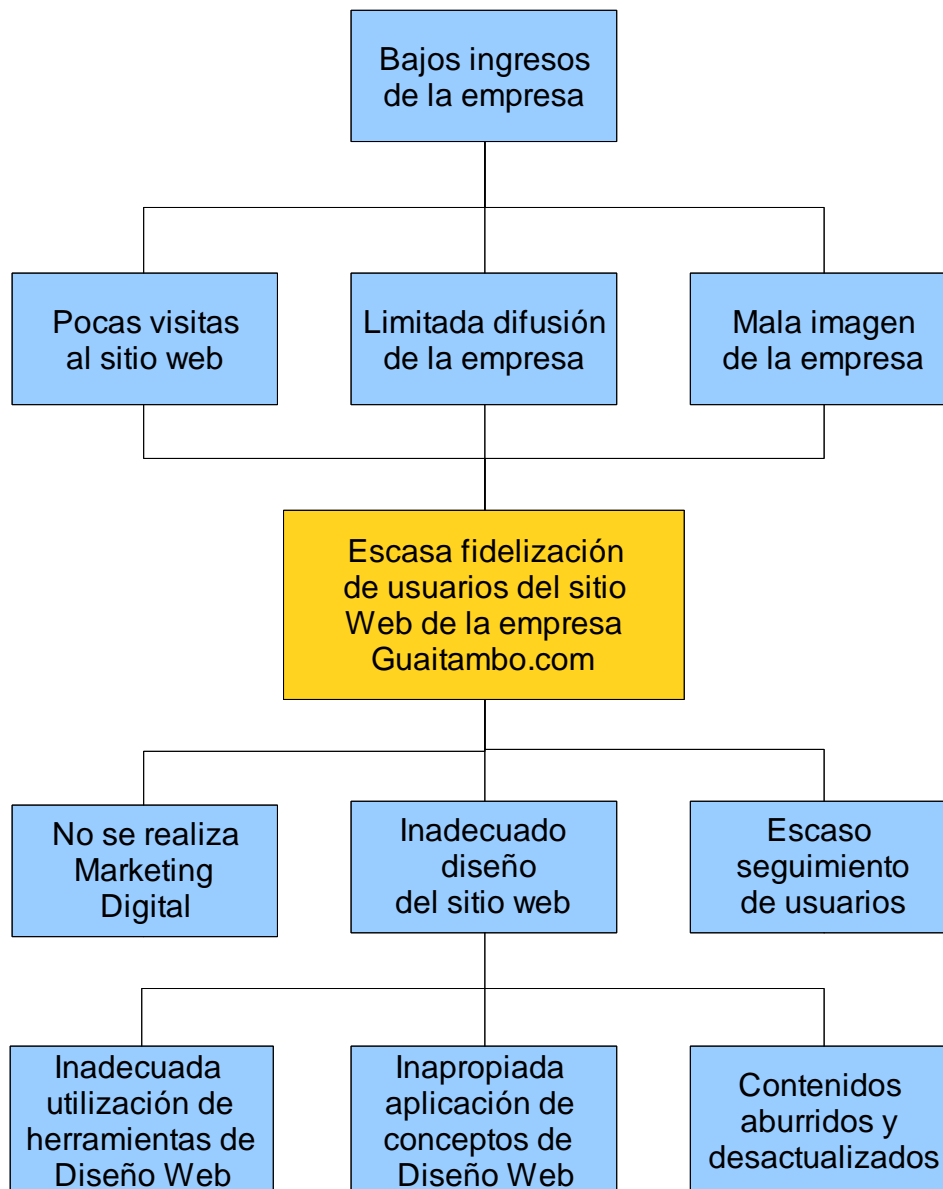 Bajos ingresos
de la empresa
Pocas visitas
al sitio web
Limitada difusión
de la empresa
Mala imagen
de la empresa
Escasa fidelización
de usuarios del sitio
Web de la empresa
Guaitambo.com
No se realiza
Marketing
Digital
Inadecuado
diseño
del sitio web
Escaso
seguimiento
de usuarios
Inadecuada
utilización de
herramientas de
Diseño Web
Inapropiada
aplicación de
conceptos de
Diseño Web
Contenidos
aburridos y
desactualizados